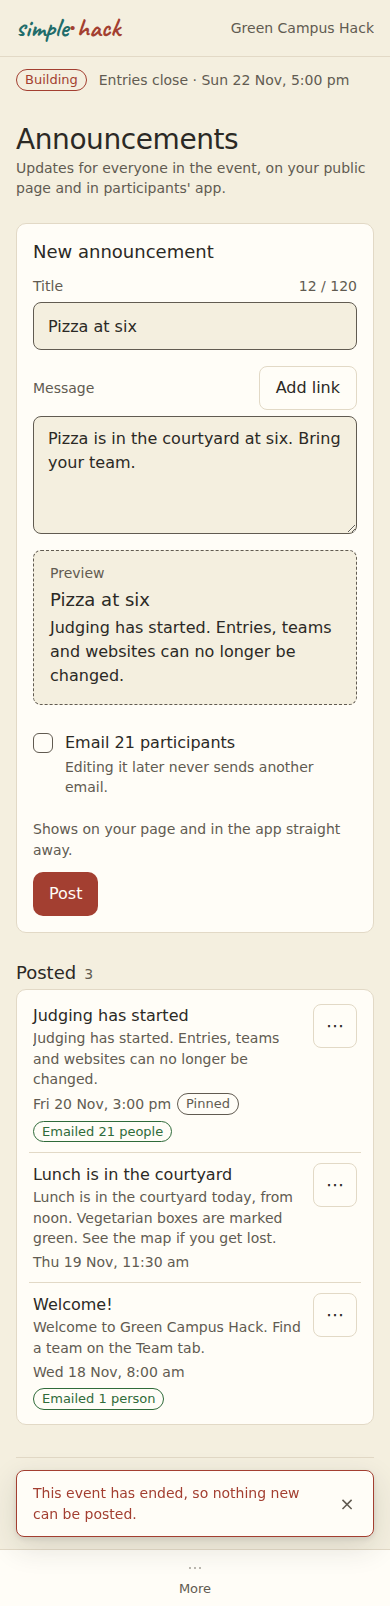 simple·hack
Green Campus Hack
Building
Entries close · Sun 22 Nov, 5:00 pm
Announcements
Updates for everyone in the event, on your public
page and in participants' app.
New announcement
Title
12 / 120
Pizza at six
Message
Add link
Pizza is in the courtyard at six. Bring
your team.
Preview
Pizza at six
Judging has started. Entries, teams
and websites can no longer be
changed.
Email 21 participants
Editing it later never sends another
email.
Shows on your page and in the app straight
away.
Post
Posted 3
Judging has started
...
Judging has started. Entries, teams
and websites can no longer be
changed.
Fri 20 Nov, 3:00 pm Pinned
Emailed 21 people
Lunch is in the courtyard
...
Lunch is in the courtyard today, from
noon. Vegetarian boxes are marked
green. See the map if you get lost.
Thu 19 Nov, 11:30 am
Welcome!
...
Welcome to Green Campus Hack. Find
a team on the Team tab.
Wed 18 Nov, 8:00 am
Emailed 1 person
This event has ended, so nothing new
can be posted.
×
...
More